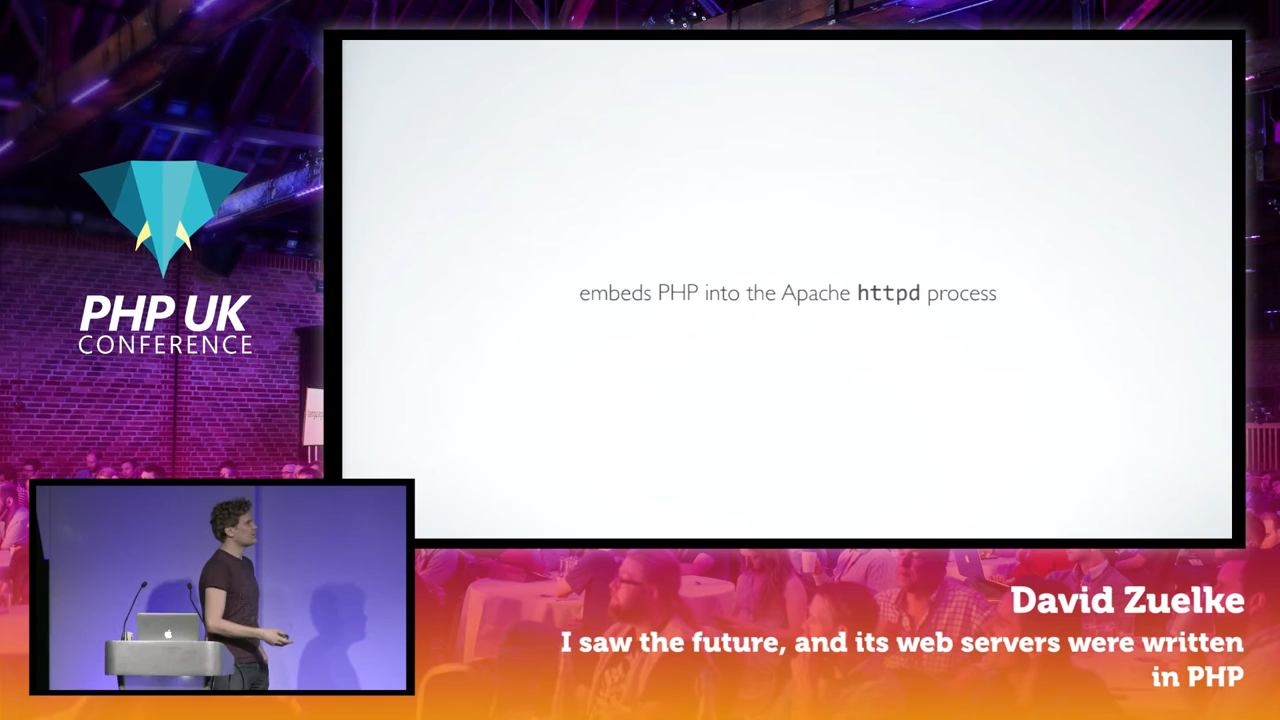 embeds PHP into the Apache httpd process
PHP UK
CONFERENCE
David Zuelke
I saw the future, and its web servers were written
in PHP